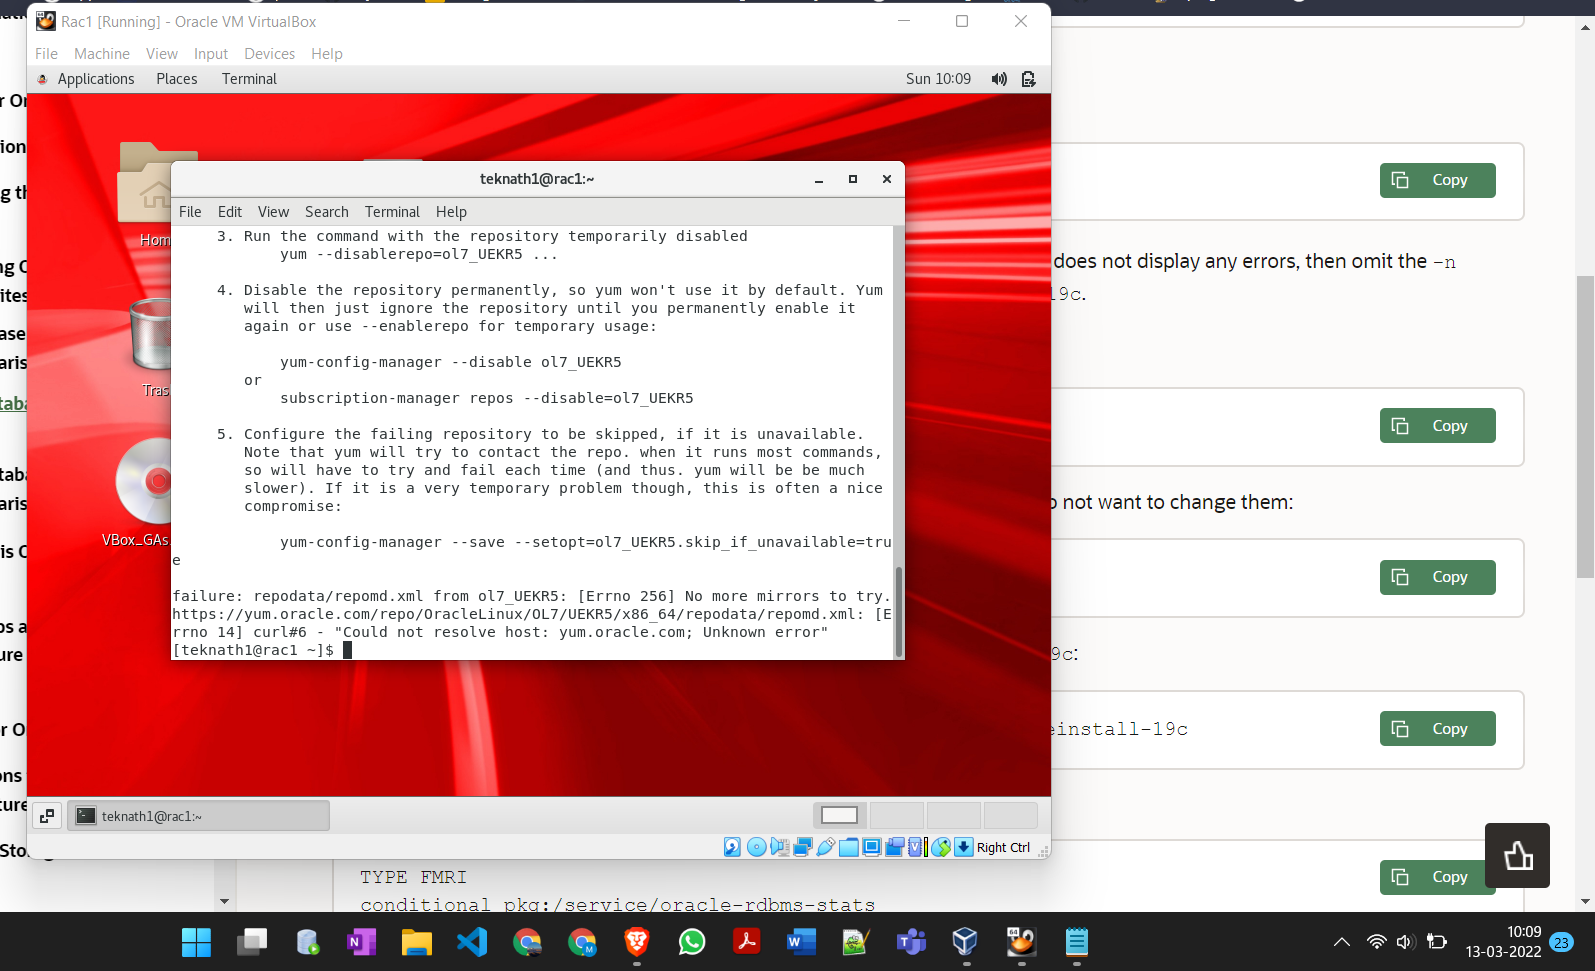 Rac1 [Running] - Oracle VM VirtualBox
File Machine View Input Devices Help
Applications Places Terminal
Sun 10:09
Home
Trash
VBox_GAs
teknath1@rac1:~
File Edit View Search Terminal Help
3. Run the command with the repository temporarily disabled
yum --disablerepo=ol7_UEKR5 ...
4. Disable the repository permanently, so yum won't use it by default. Yum
will then just ignore the repository until you permanently enable it
again or use --enablerepo for temporary usage:
yum-config-manager --disable ol7_UEKR5
or
subscription-manager repos --disable=ol7_UEKR5
5. Configure the failing repository to be skipped, if it is unavailable.
Note that yum will try to contact the repo. when it runs most commands,
so will have to try and fail each time (and thus. yum will be be much
slower). If it is a very temporary problem though, this is often a nice
compromise:
yum-config-manager --save --setopt=ol7_UEKR5.skip_if_unavailable=tru
e
failure: repodata/repomd.xml from ol7_UEKR5: [Errno 256] No more mirrors to try.
https://yum.oracle.com/repo/OracleLinux/OL7/UEKR5/x86_64/repodata/repomd.xml: [E
rrno 14] curl#6 - "Could not resolve host: yum.oracle.com; Unknown error"
[teknath1@rac1 ~]$
teknath1@rac1:~
Right Ctrl
Copy
does not display any errors, then omit the -n
19c.
Copy
not want to change them:
Copy
9c:
einstall-19c
Copy
TYPE FMRI
conditional pkg:/service/oracle-rdbms-stats
Copy
10:09
13-03-2022
23